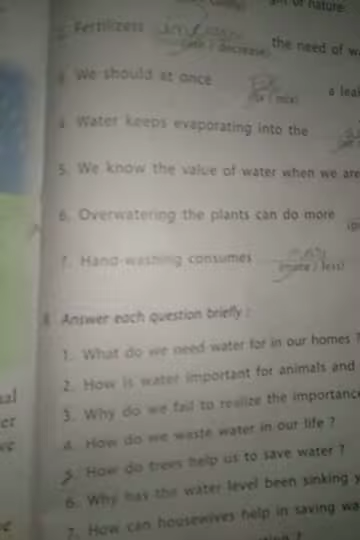 of nature:
Fertilizers
(... / decrease) the need of wa
3. We should at once
(fix / mix) a leak
4. Water keeps evaporating into the
5. We know the value of water when we are
6. Overwatering the plants can do more
7. Hand-washing consumes more
(more / less)
Answer each question briefly :
1. What do we need water for in our homes ?
2. How is water important for animals and
3. Why do we fail to realize the importance
4. How do we waste water in our life ?
5. How do trees help us to save water ?
6. Why has the water level been sinking y
7. How can housewives help in saving wa